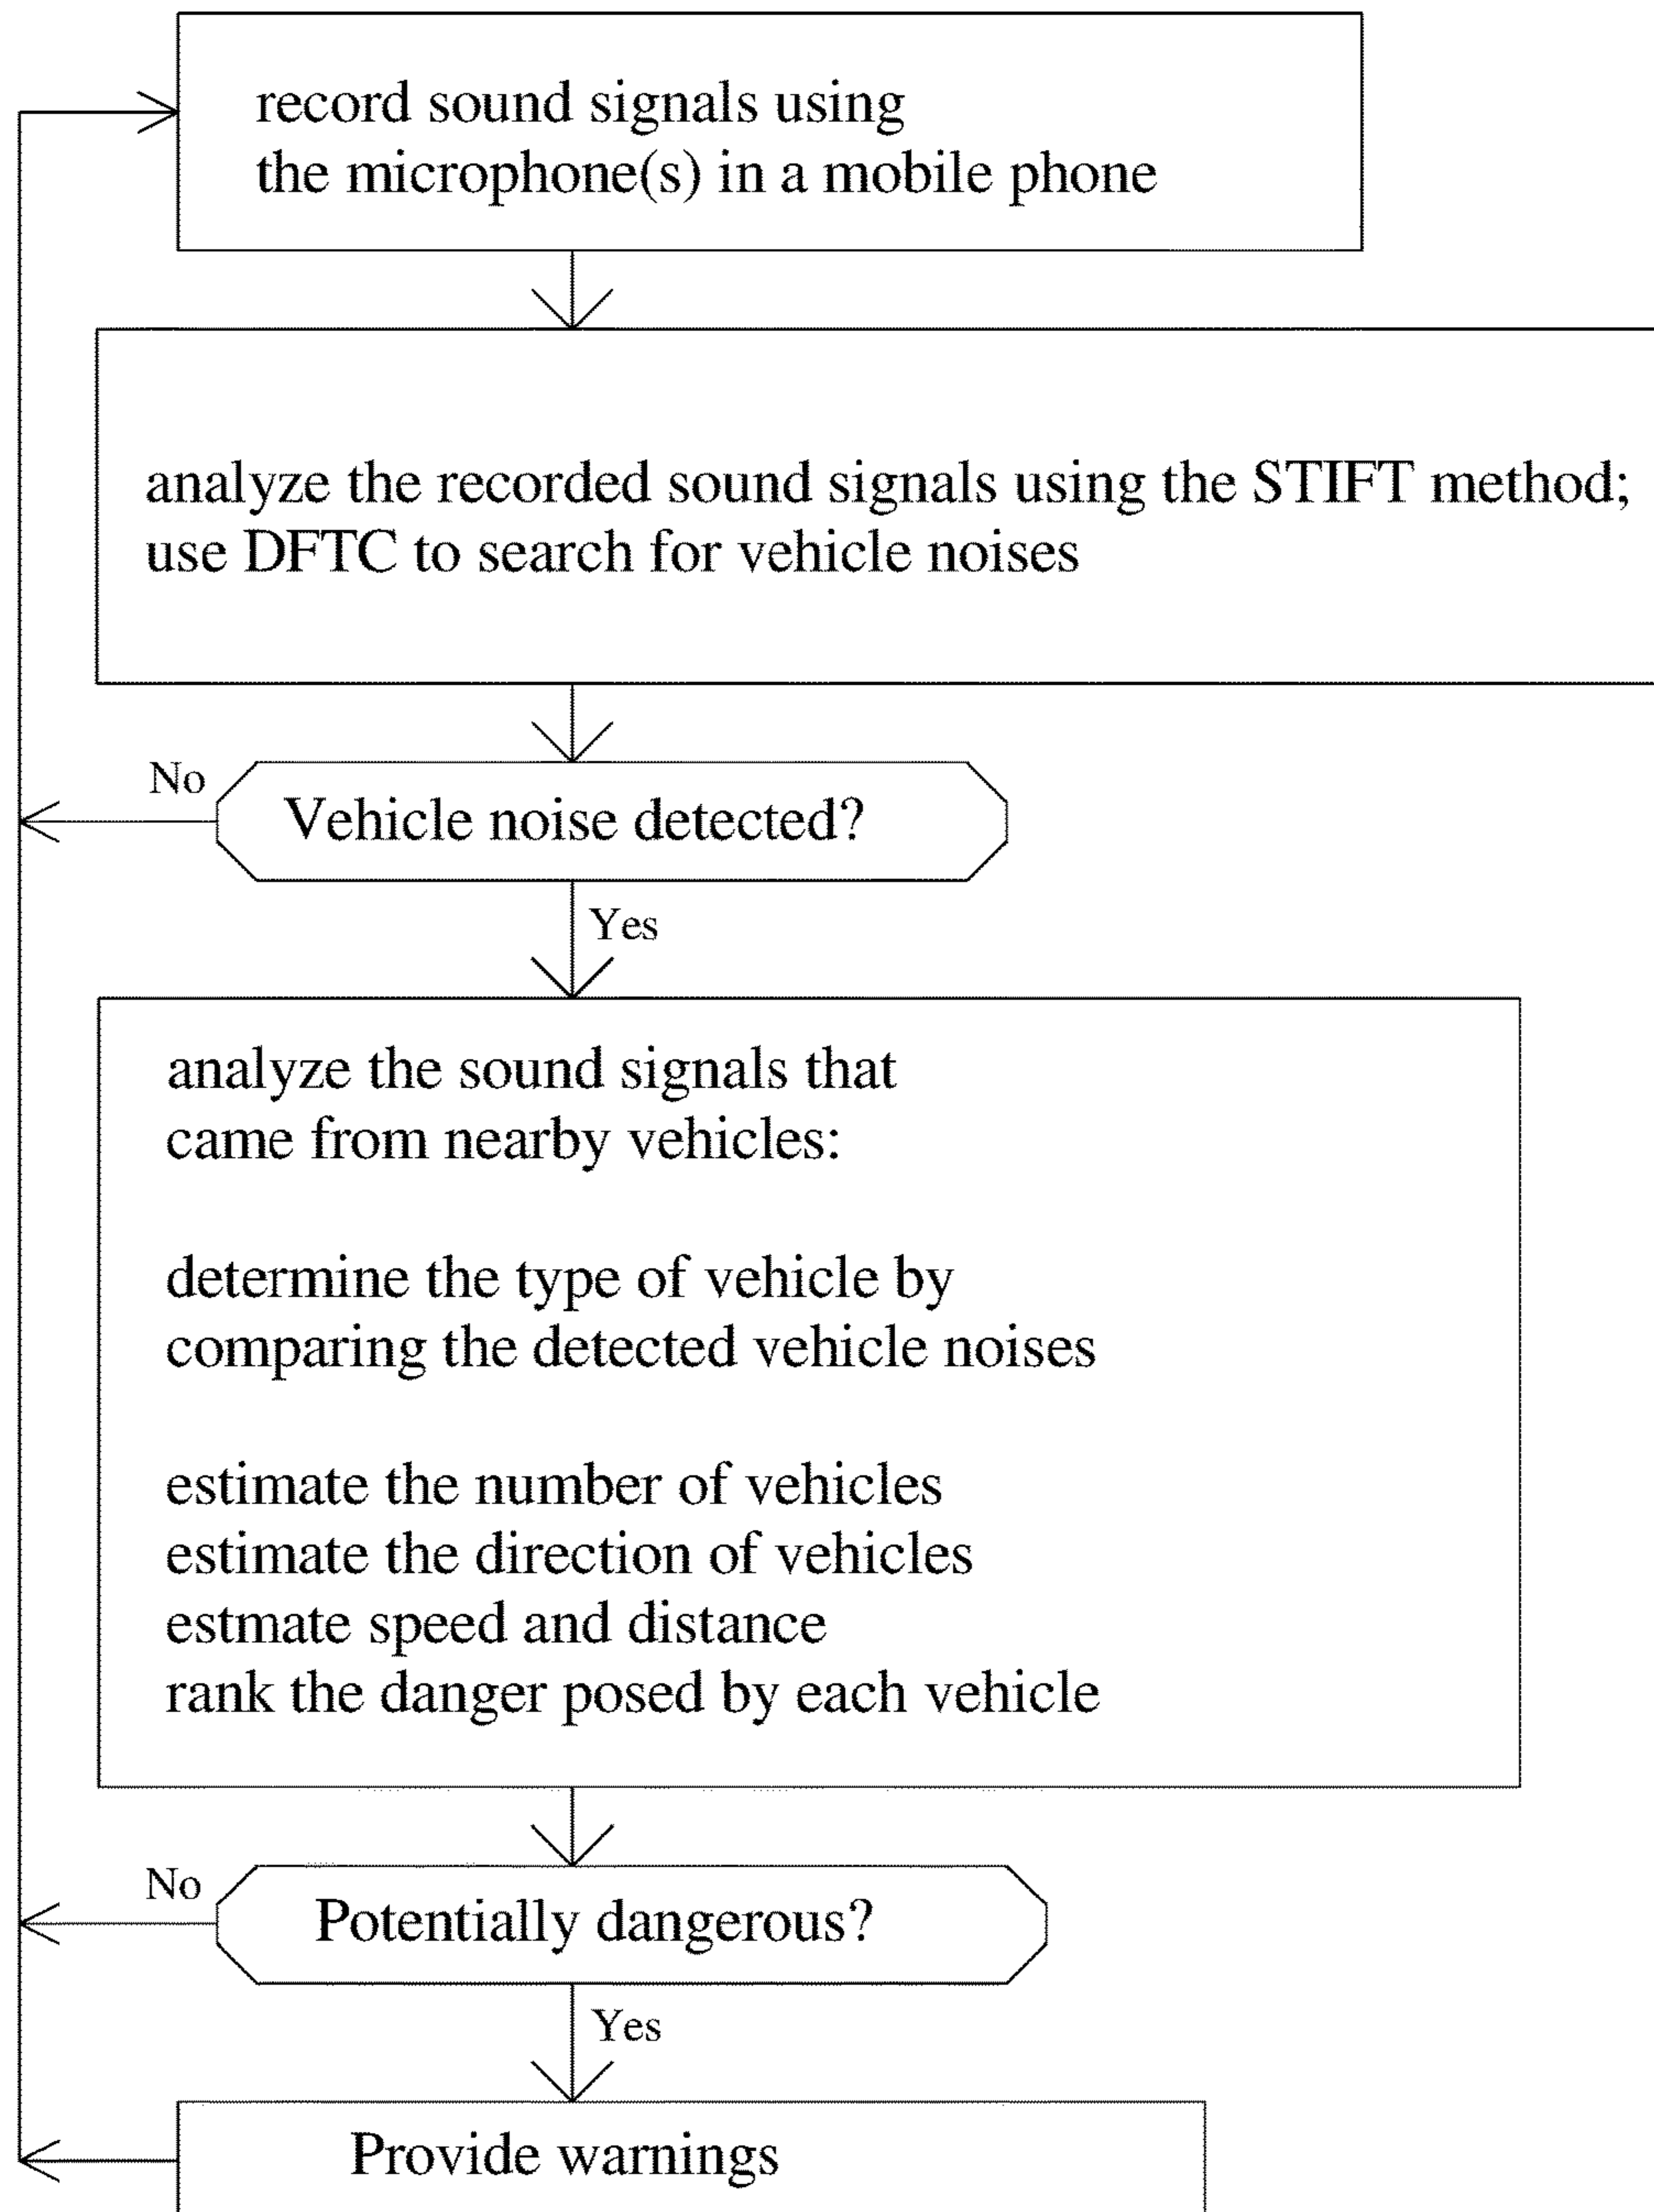 record sound signals using
the microphone(s) in a mobile phone
analyze the recorded sound signals using the STIFT method;
use DFTC to search for vehicle noises
No
Vehicle noise detected?
Yes
analyze the sound signals that
came from nearby vehicles:
determine the type of vehicle by
comparing the detected vehicle noises
estimate the number of vehicles
estimate the direction of vehicles
estmate speed and distance
rank the danger posed by each vehicle
No
Potentially dangerous?
Yes
Provide warnings